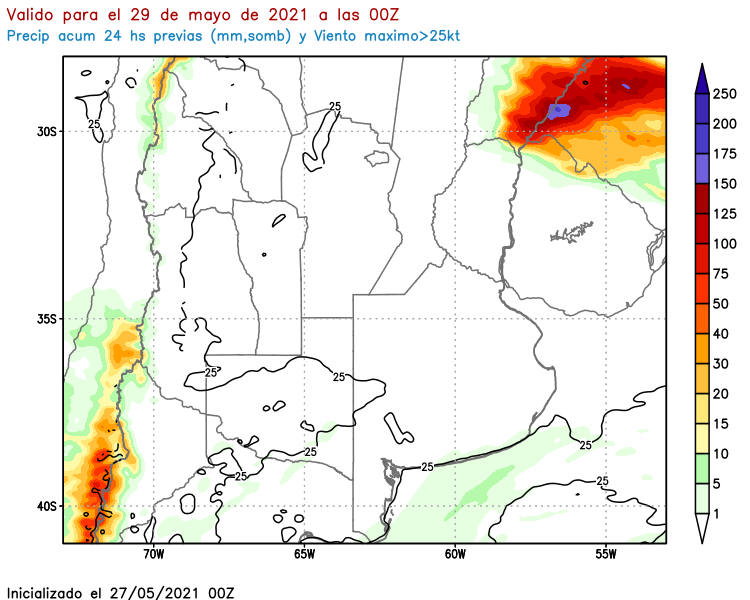 Valido para el 29 de mayo de 2021 a las 00Z
Precip acum 24 hs previas (mm,somb) y Viento maximo>25kt
25
25
25
25
25
25
25
25
25
30S
35S
40S
70W
65W
60W
55W
250
200
175
150
125
100
75
50
40
30
20
15
10
5
1
Inicializado el 27/05/2021 00Z